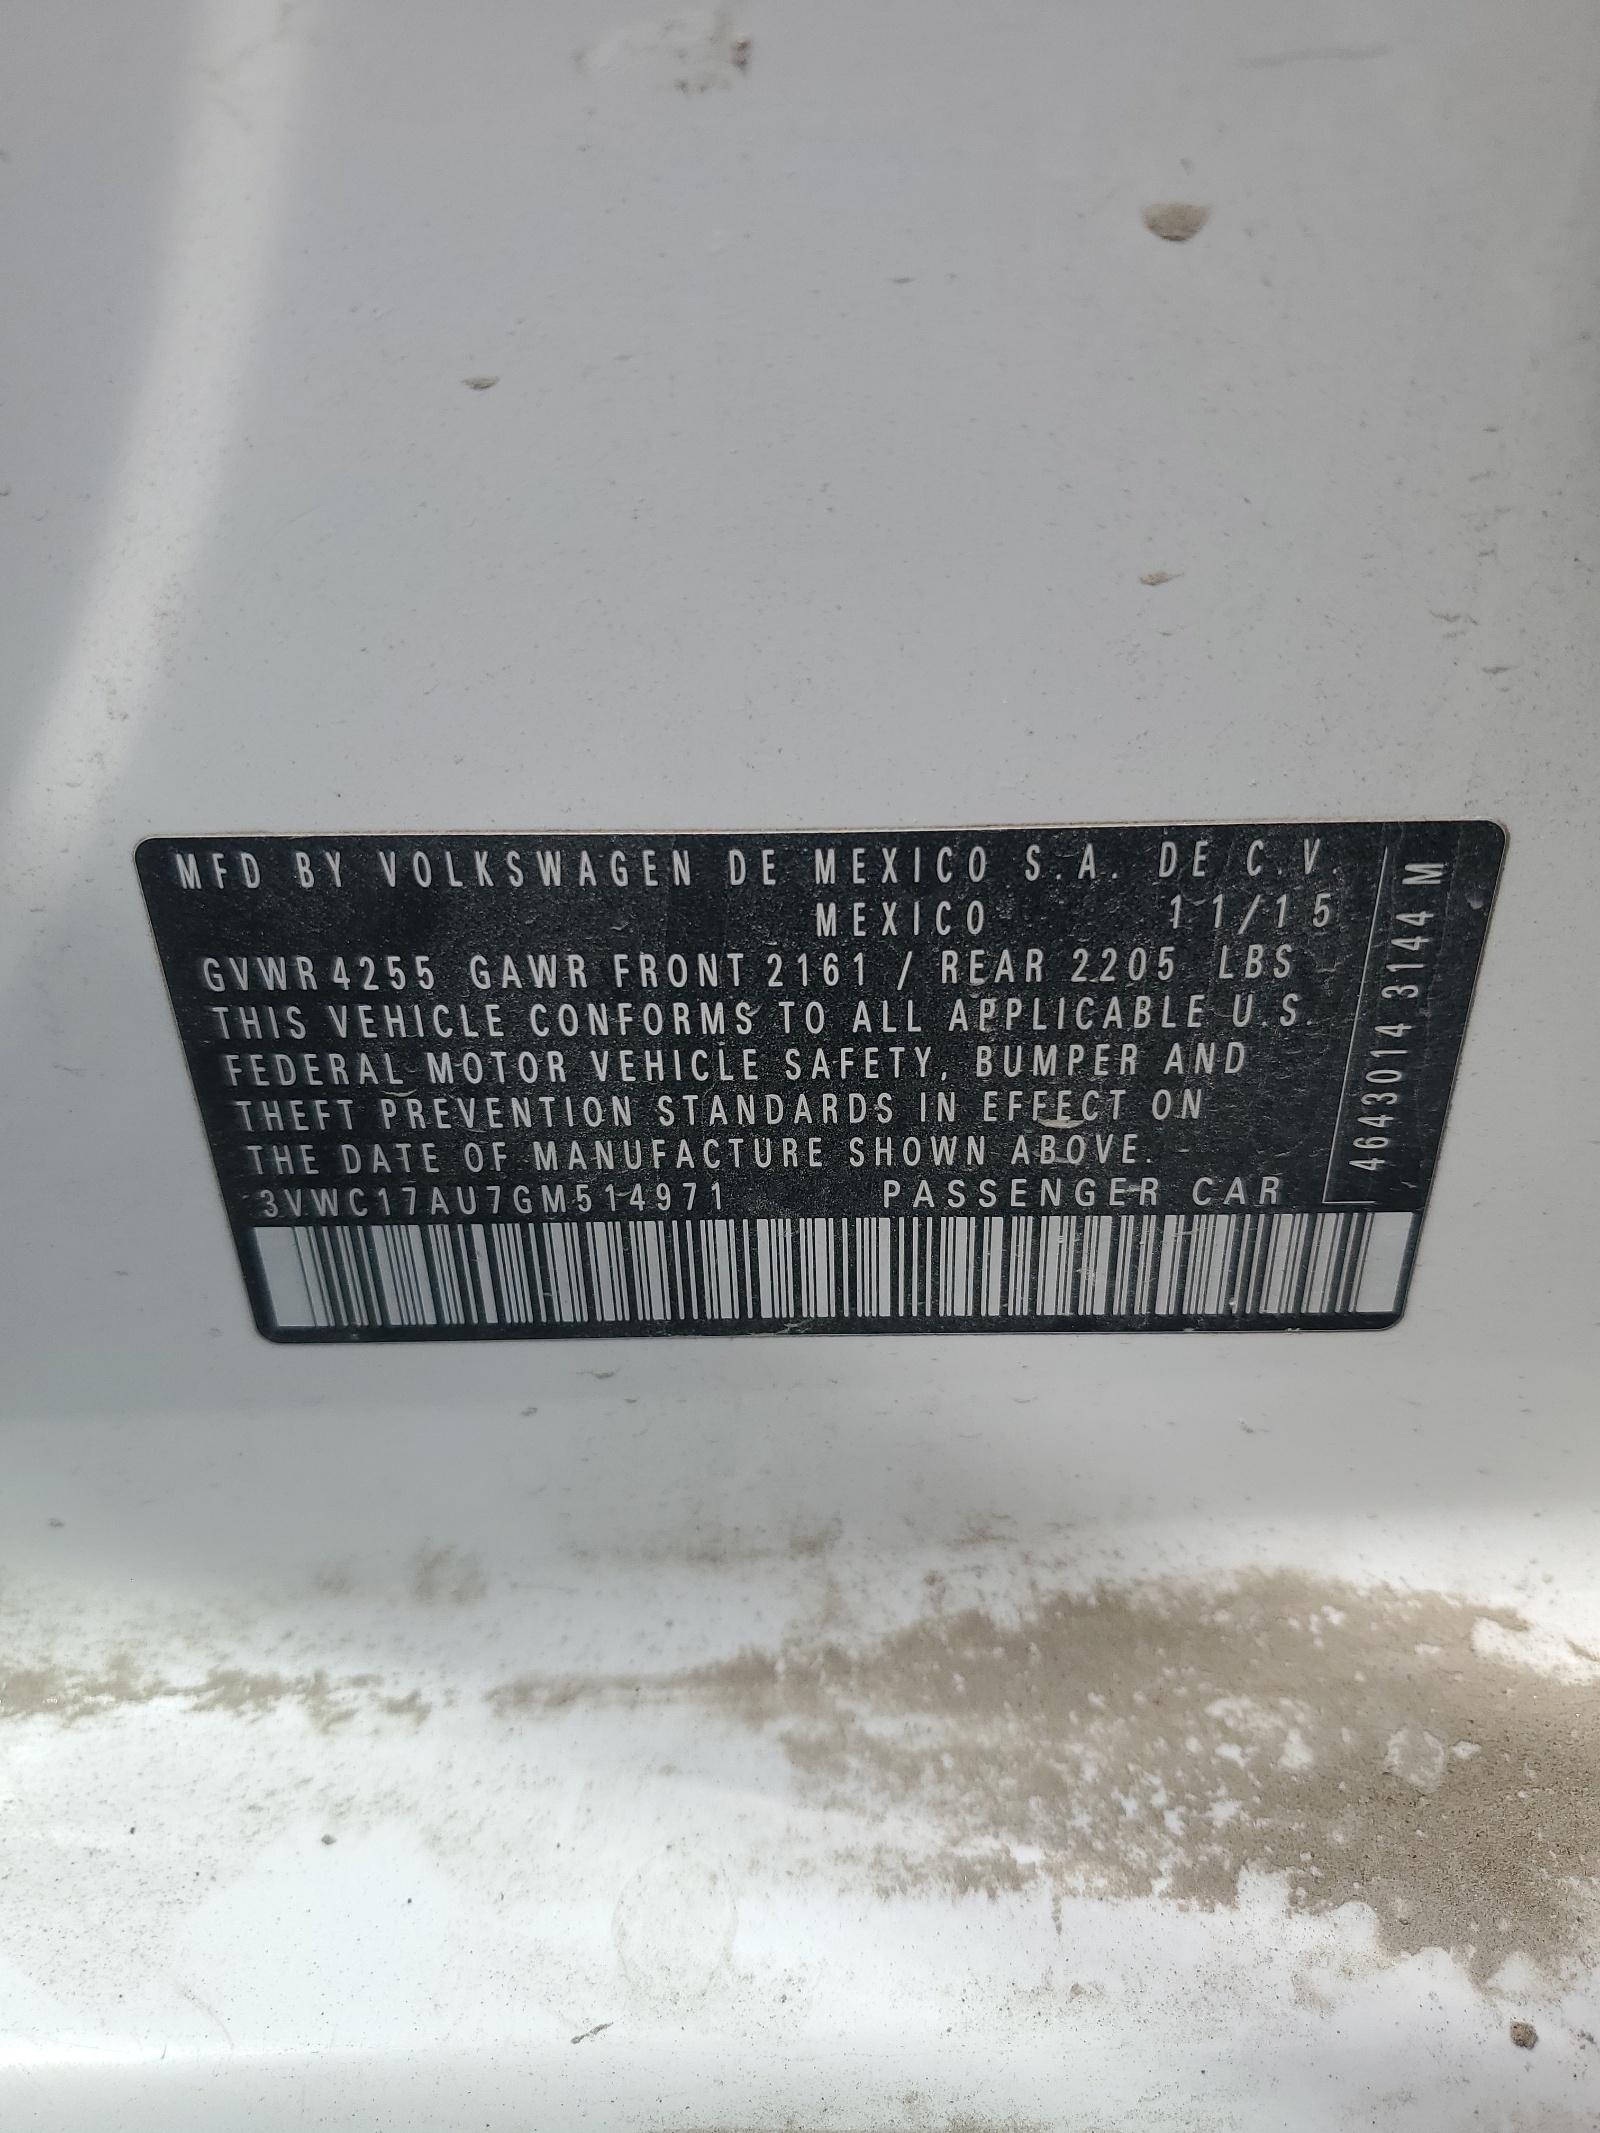 MFD BY VOLKSWAGEN DE MEXICO S.A. DE C.V.
MEXICO 11/15
GVWR 4255 GAWR FRONT 2161 / REAR 2205 LBS
THIS VEHICLE CONFORMS TO ALL APPLICABLE U.S.
FEDERAL MOTOR VEHICLE SAFETY, BUMPER AND
THEFT PREVENTION STANDARDS IN EFFECT ON
THE DATE OF MANUFACTURE SHOWN ABOVE.
3VWC17AU7GM514971 PASSENGER CAR
4643014 3144 M